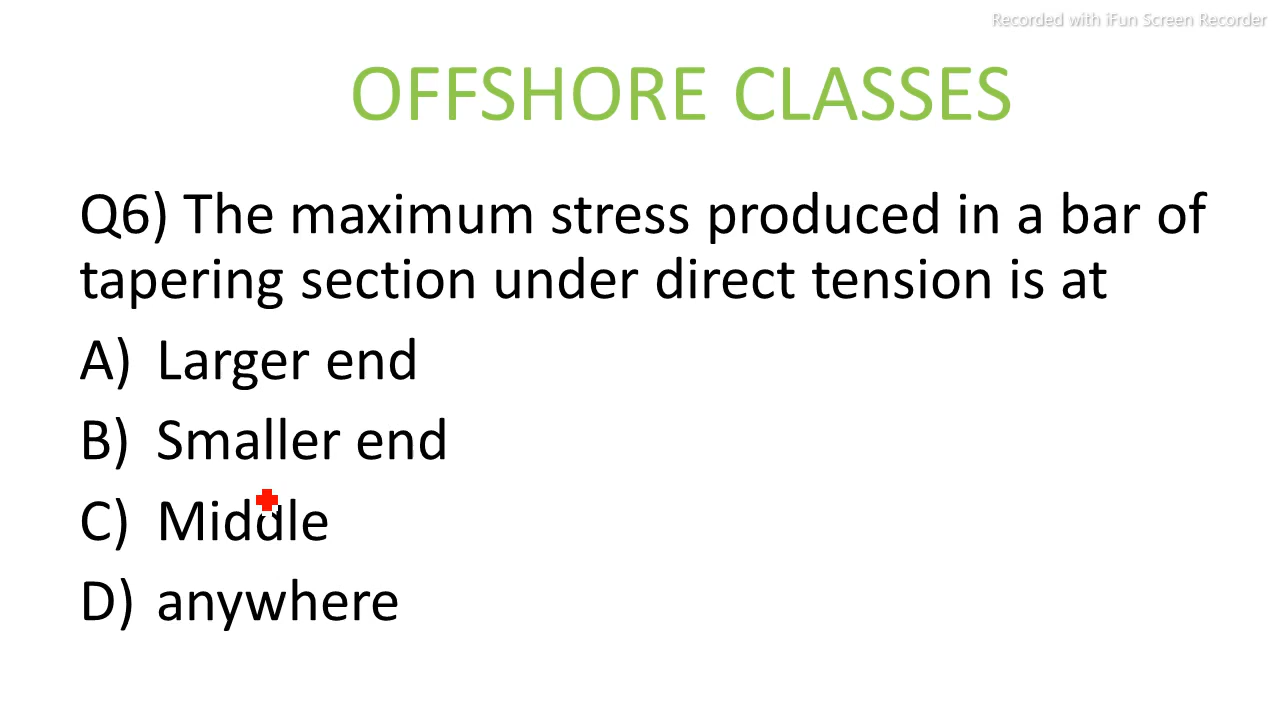 Recorded with iFun Screen Recorder
OFFSHORE CLASSES
Q6) The maximum stress produced in a bar of
tapering section under direct tension is at
A) Larger end
B) Smaller end
C) Middle
D) anywhere